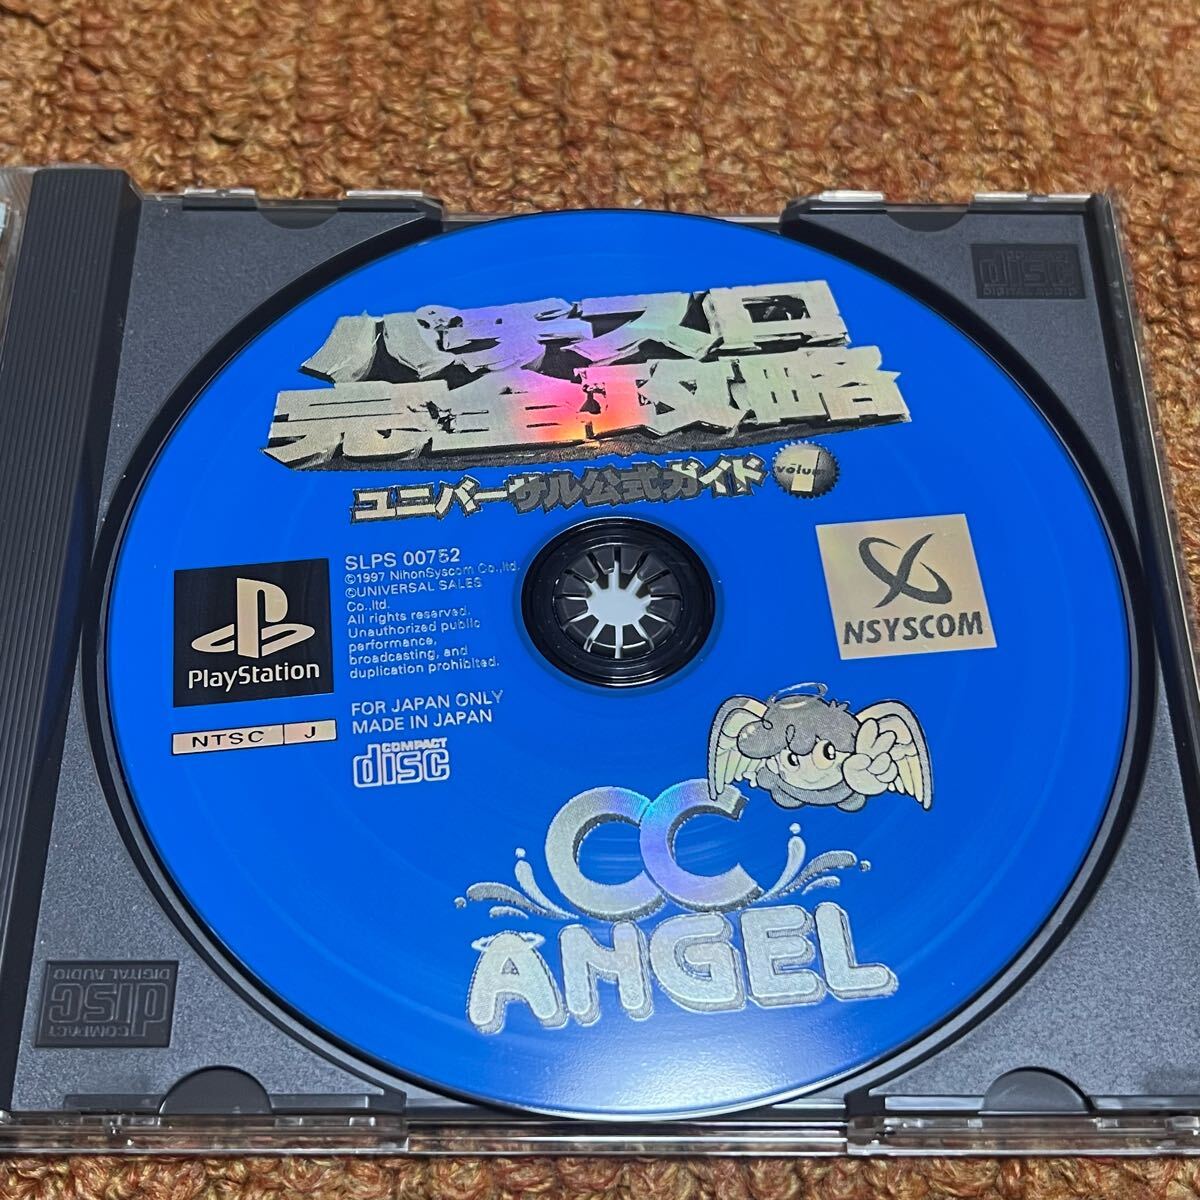 パチスロ
完全攻略
ユニバーサル公式ガイド
volume
1
SLPS 00752
©1997 NihonSyscom Co.,ltd.
©UNIVERSAL SALES
Co.,ltd.
All rights reserved.
Unauthorized public
performance,
broadcasting, and
duplication prohibited.
FOR JAPAN ONLY
MADE IN JAPAN
COMPACT
disc
PlayStation
NTSC J
NSYSCOM
CC
ANGEL
COMPACT
disc
DIGITAL AUDIO
disc